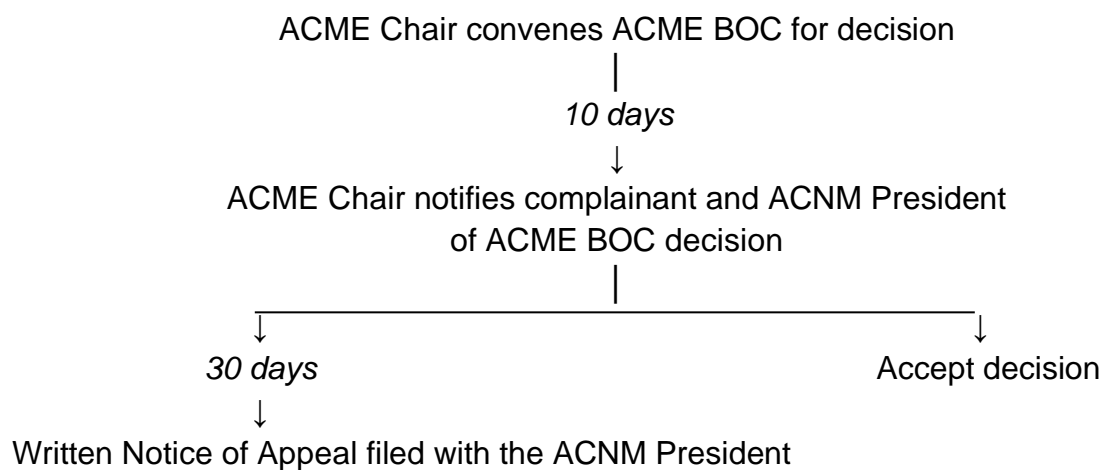 ACME Chair convenes ACME BOC for decision
10 days
ACME Chair notifies complainant and ACNM President
of ACME BOC decision
30 days
Accept decision
Written Notice of Appeal filed with the ACNM President